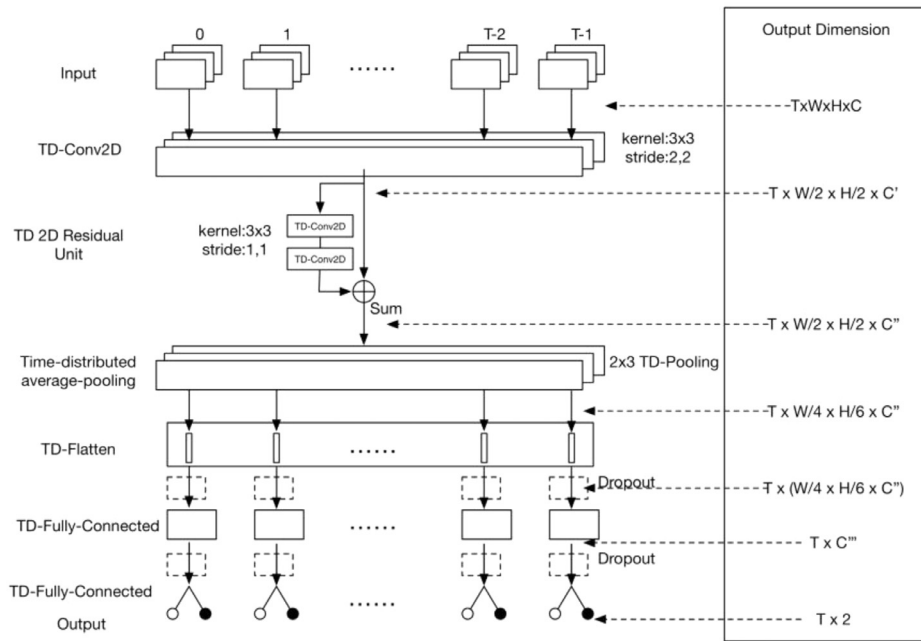 0 1 T-2 T-1
Output Dimension
Input
......
TxWxHxC
TD-Conv2D
kernel:3x3
stride:2,2
T x W/2 x H/2 x C'
TD 2D Residual
Unit
kernel:3x3
stride:1,1
TD-Conv2D
TD-Conv2D
Sum
T x W/2 x H/2 x C"
Time-distributed
average-pooling
2x3 TD-Pooling
T x W/4 x H/6 x C"
TD-Flatten
......
Dropout
T x (W/4 x H/6 x C")
TD-Fully-Connected
......
T x C'''
Dropout
TD-Fully-Connected
Output
......
T x 2